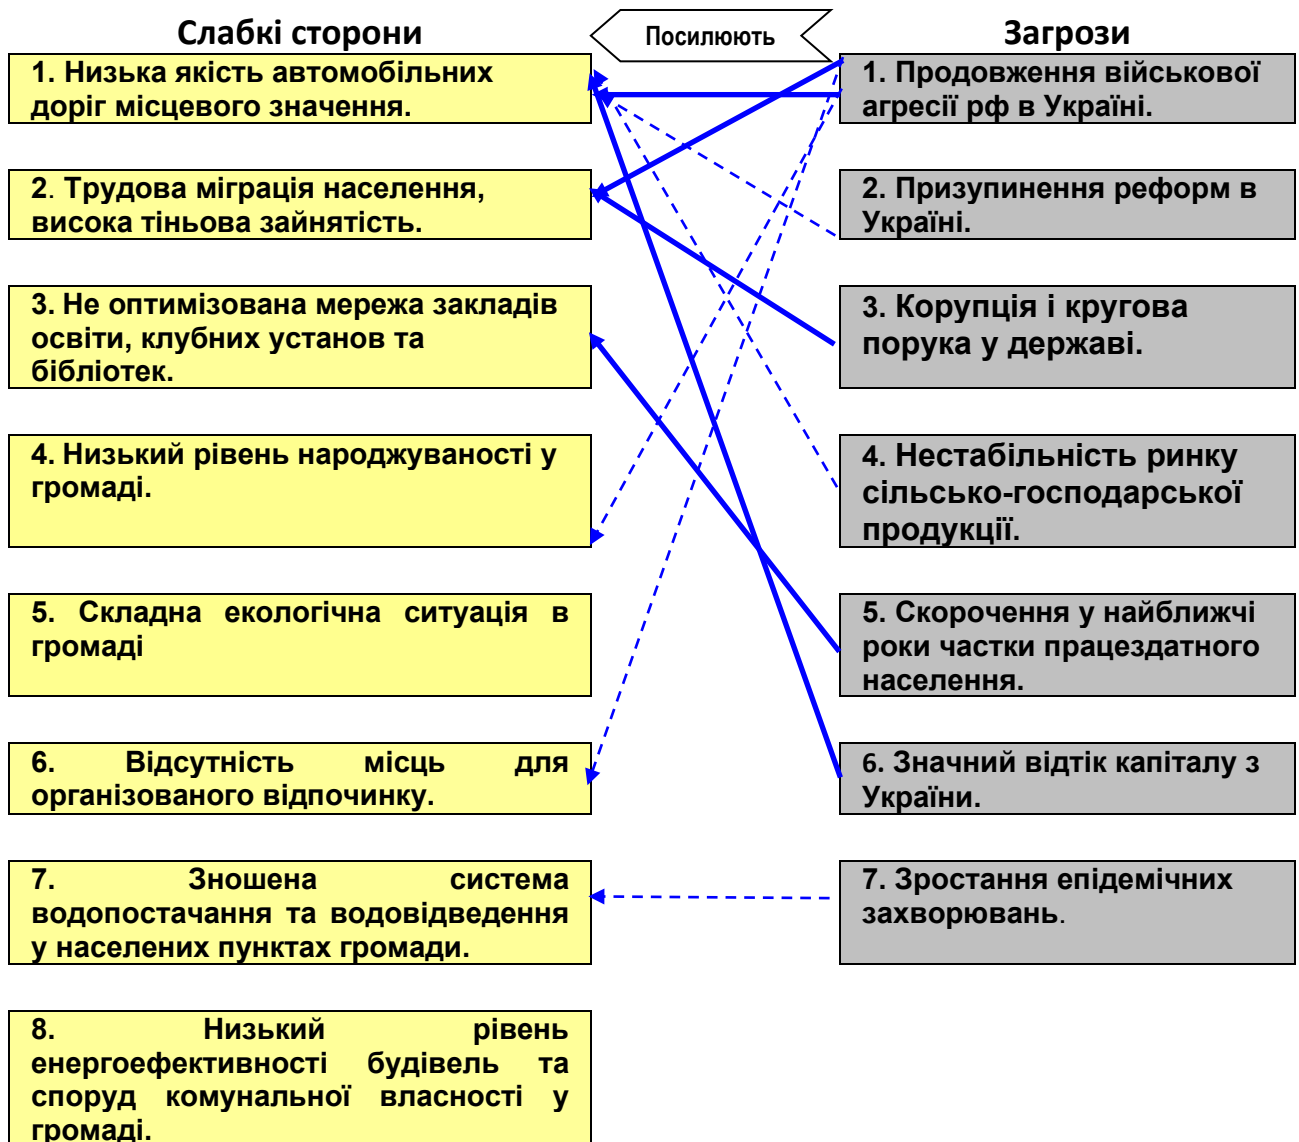 Слабкі сторони
Посилюють
Загрози
1. Низька якість автомобільних
доріг місцевого значення.
1. Продовження військової
агресії рф в Україні.
2. Трудова міграція населення,
висока тіньова зайнятість.
2. Призупинення реформ в
Україні.
3. Не оптимізована мережа закладів
освіти, клубних установ та
бібліотек.
3. Корупція і кругова
порука у державі.
4. Низький рівень народжуваності у
громаді.
4. Нестабільність ринку
сільсько-господарської
продукції.
5. Складна екологічна ситуація в
громаді
5. Скорочення у найближчі
роки частки працездатного
населення.
6. Відсутність місць для
організованого відпочинку.
6. Значний відтік капіталу з
України.
7. Зношена система
водопостачання та водовідведення
у населених пунктах громади.
7. Зростання епідемічних
захворювань.
8. Низький рівень
енергоефективності будівель та
споруд комунальної власності у
громаді.